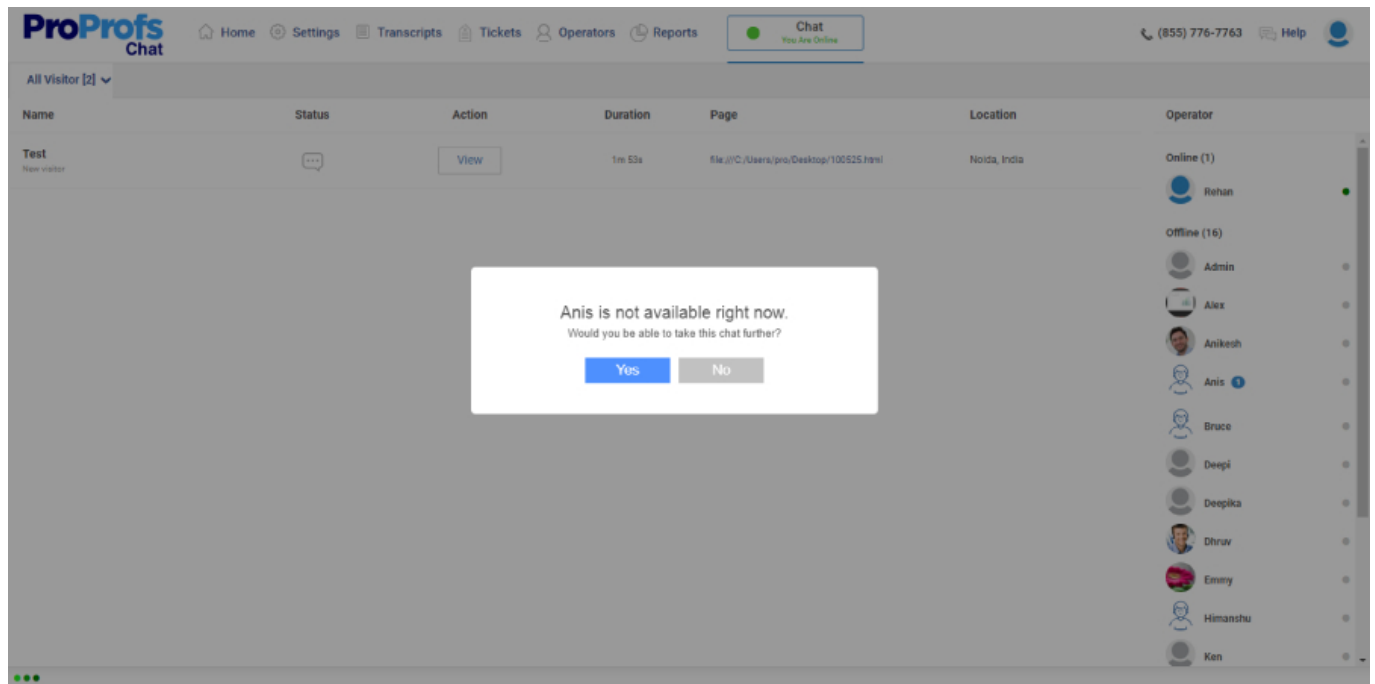 ProProfs
Chat
Home Settings Transcripts Tickets Operators Reports
Chat
You Are Online
(855) 776-7763 Help
All Visitor [2]
Name Status Action Duration Page Location Operator
Test
New visitor
View 1m 53s file:///C:/Users/pro/Desktop/100525.html Noida, India
Online (1)
Rehan
Offline (16)
Admin
Alex
Anikesh
Anis 1
Bruce
Deepi
Deepika
Dhruv
Emmy
Himanshu
Ken
Anis is not available right now.
Would you be able to take this chat further?
Yes No